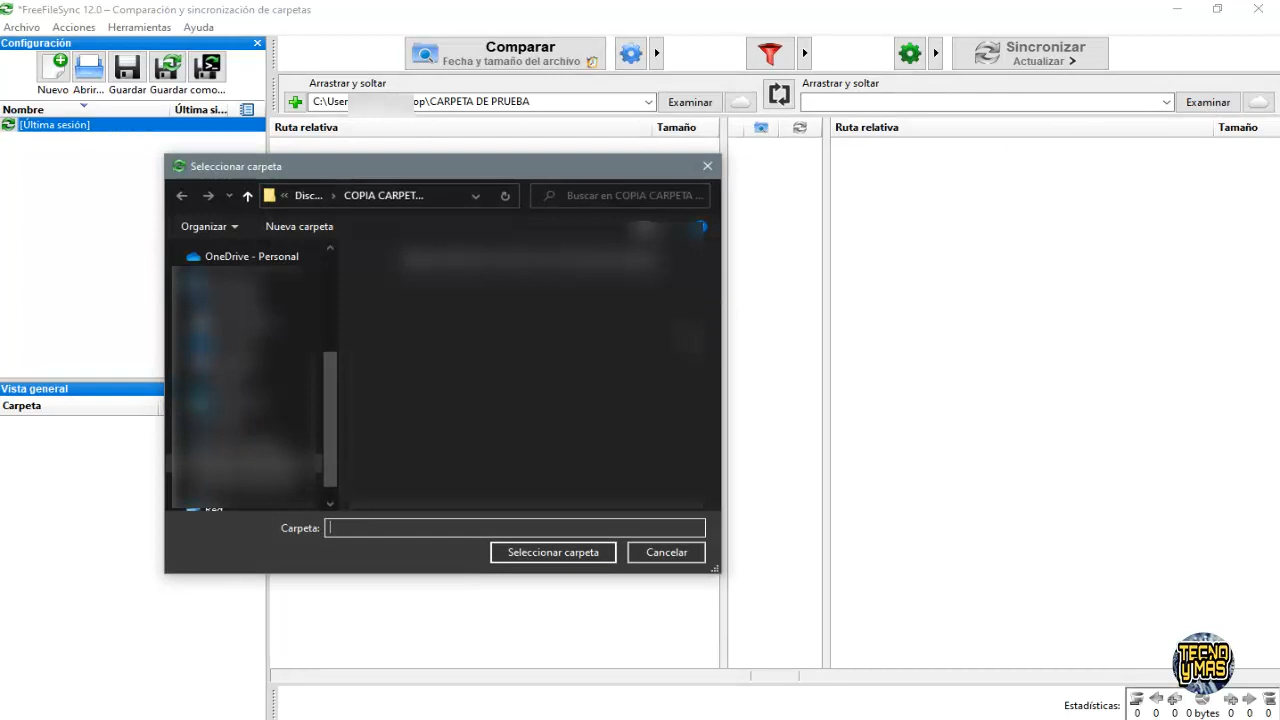 *FreeFileSync 12.0 – Comparación y sincronización de carpetas
Archivo Acciones Herramientas Ayuda
Configuración
Nuevo Abrir... Guardar Guardar como...
Nombre Última si...
[Última sesión]
Comparar
Fecha y tamaño del archivo
Sincronizar
Actualizar >
Arrastrar y soltar
C:\User op\CARPETA DE PRUEBA
Examinar
Arrastrar y soltar
Examinar
Ruta relativa Tamaño
Ruta relativa Tamaño
Seleccionar carpeta
« Disc... › COPIA CARPET...
Buscar en COPIA CARPETA ...
Organizar Nueva carpeta
OneDrive - Personal
Red
Carpeta:
Seleccionar carpeta Cancelar
Vista general
Carpeta
TECNO
Y MAS
Estadísticas:
0 0 0 0 bytes 0 0 0